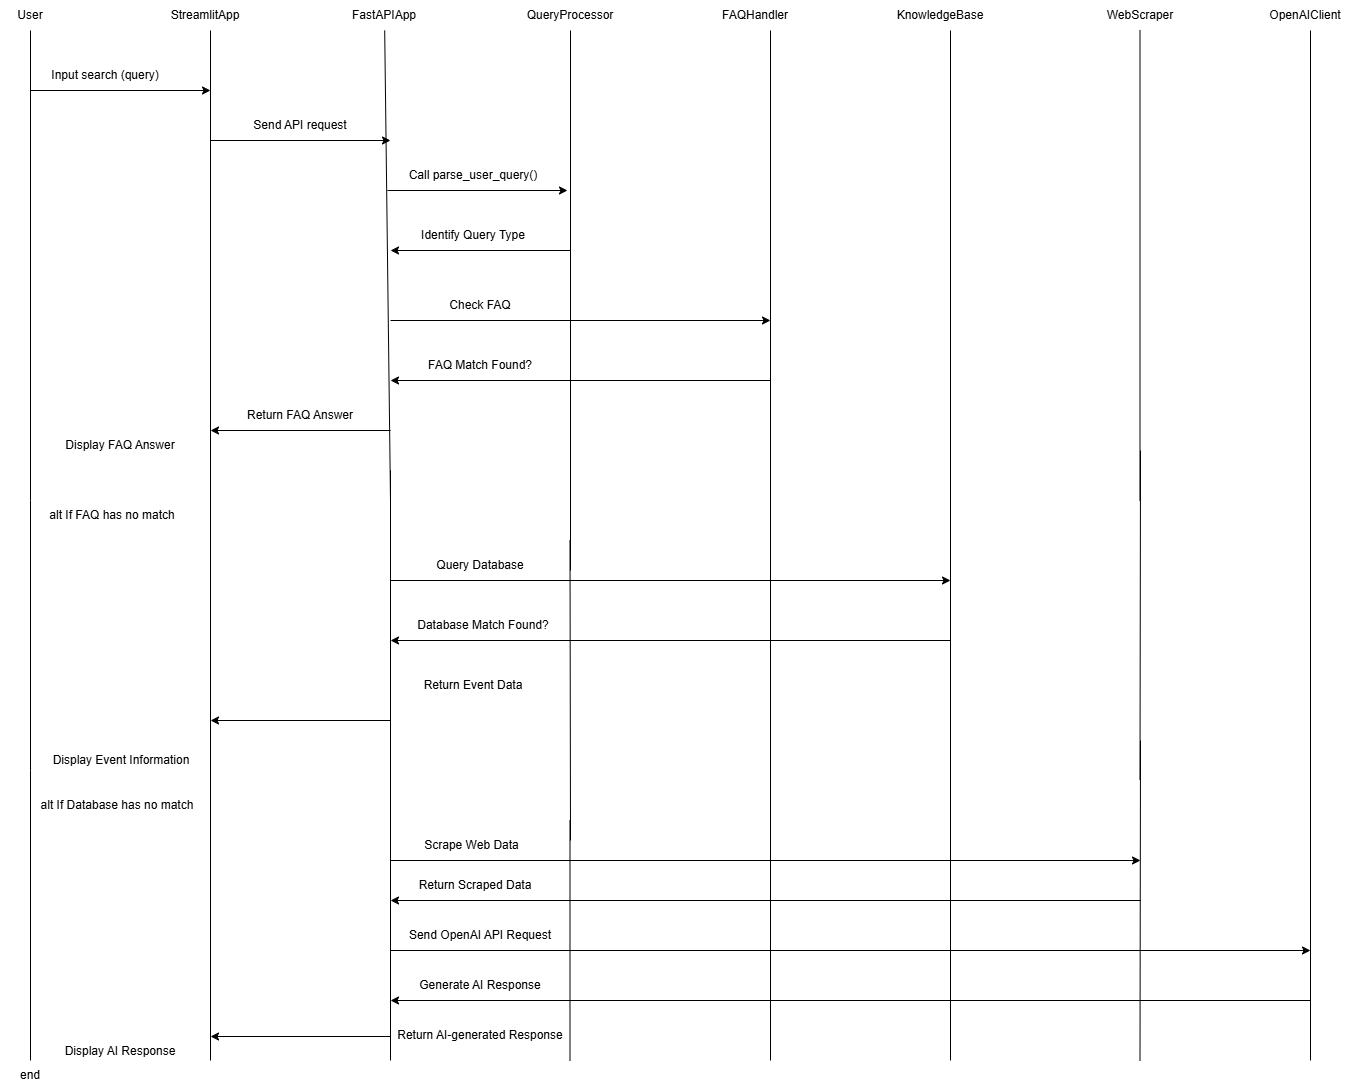 User
StreamlitApp
FastAPIApp
QueryProcessor
FAQHandler
KnowledgeBase
WebScraper
OpenAIClient
Input search (query)
Send API request
Call parse_user_query()
Identify Query Type
Check FAQ
FAQ Match Found?
Return FAQ Answer
Display FAQ Answer
alt If FAQ has no match
Query Database
Database Match Found?
Return Event Data
Display Event Information
alt If Database has no match
Scrape Web Data
Return Scraped Data
Send OpenAI API Request
Generate AI Response
Return AI-generated Response
Display AI Response
end